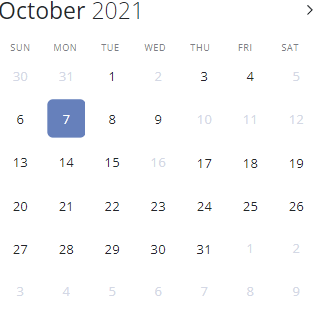 October 2021
SUN MON TUE WED THU FRI SAT
30 31 1 2 3 4 5
6 7 8 9 10 11 12
13 14 15 16 17 18 19
20 21 22 23 24 25 26
27 28 29 30 31 1 2
3 4 5 6 7 8 9